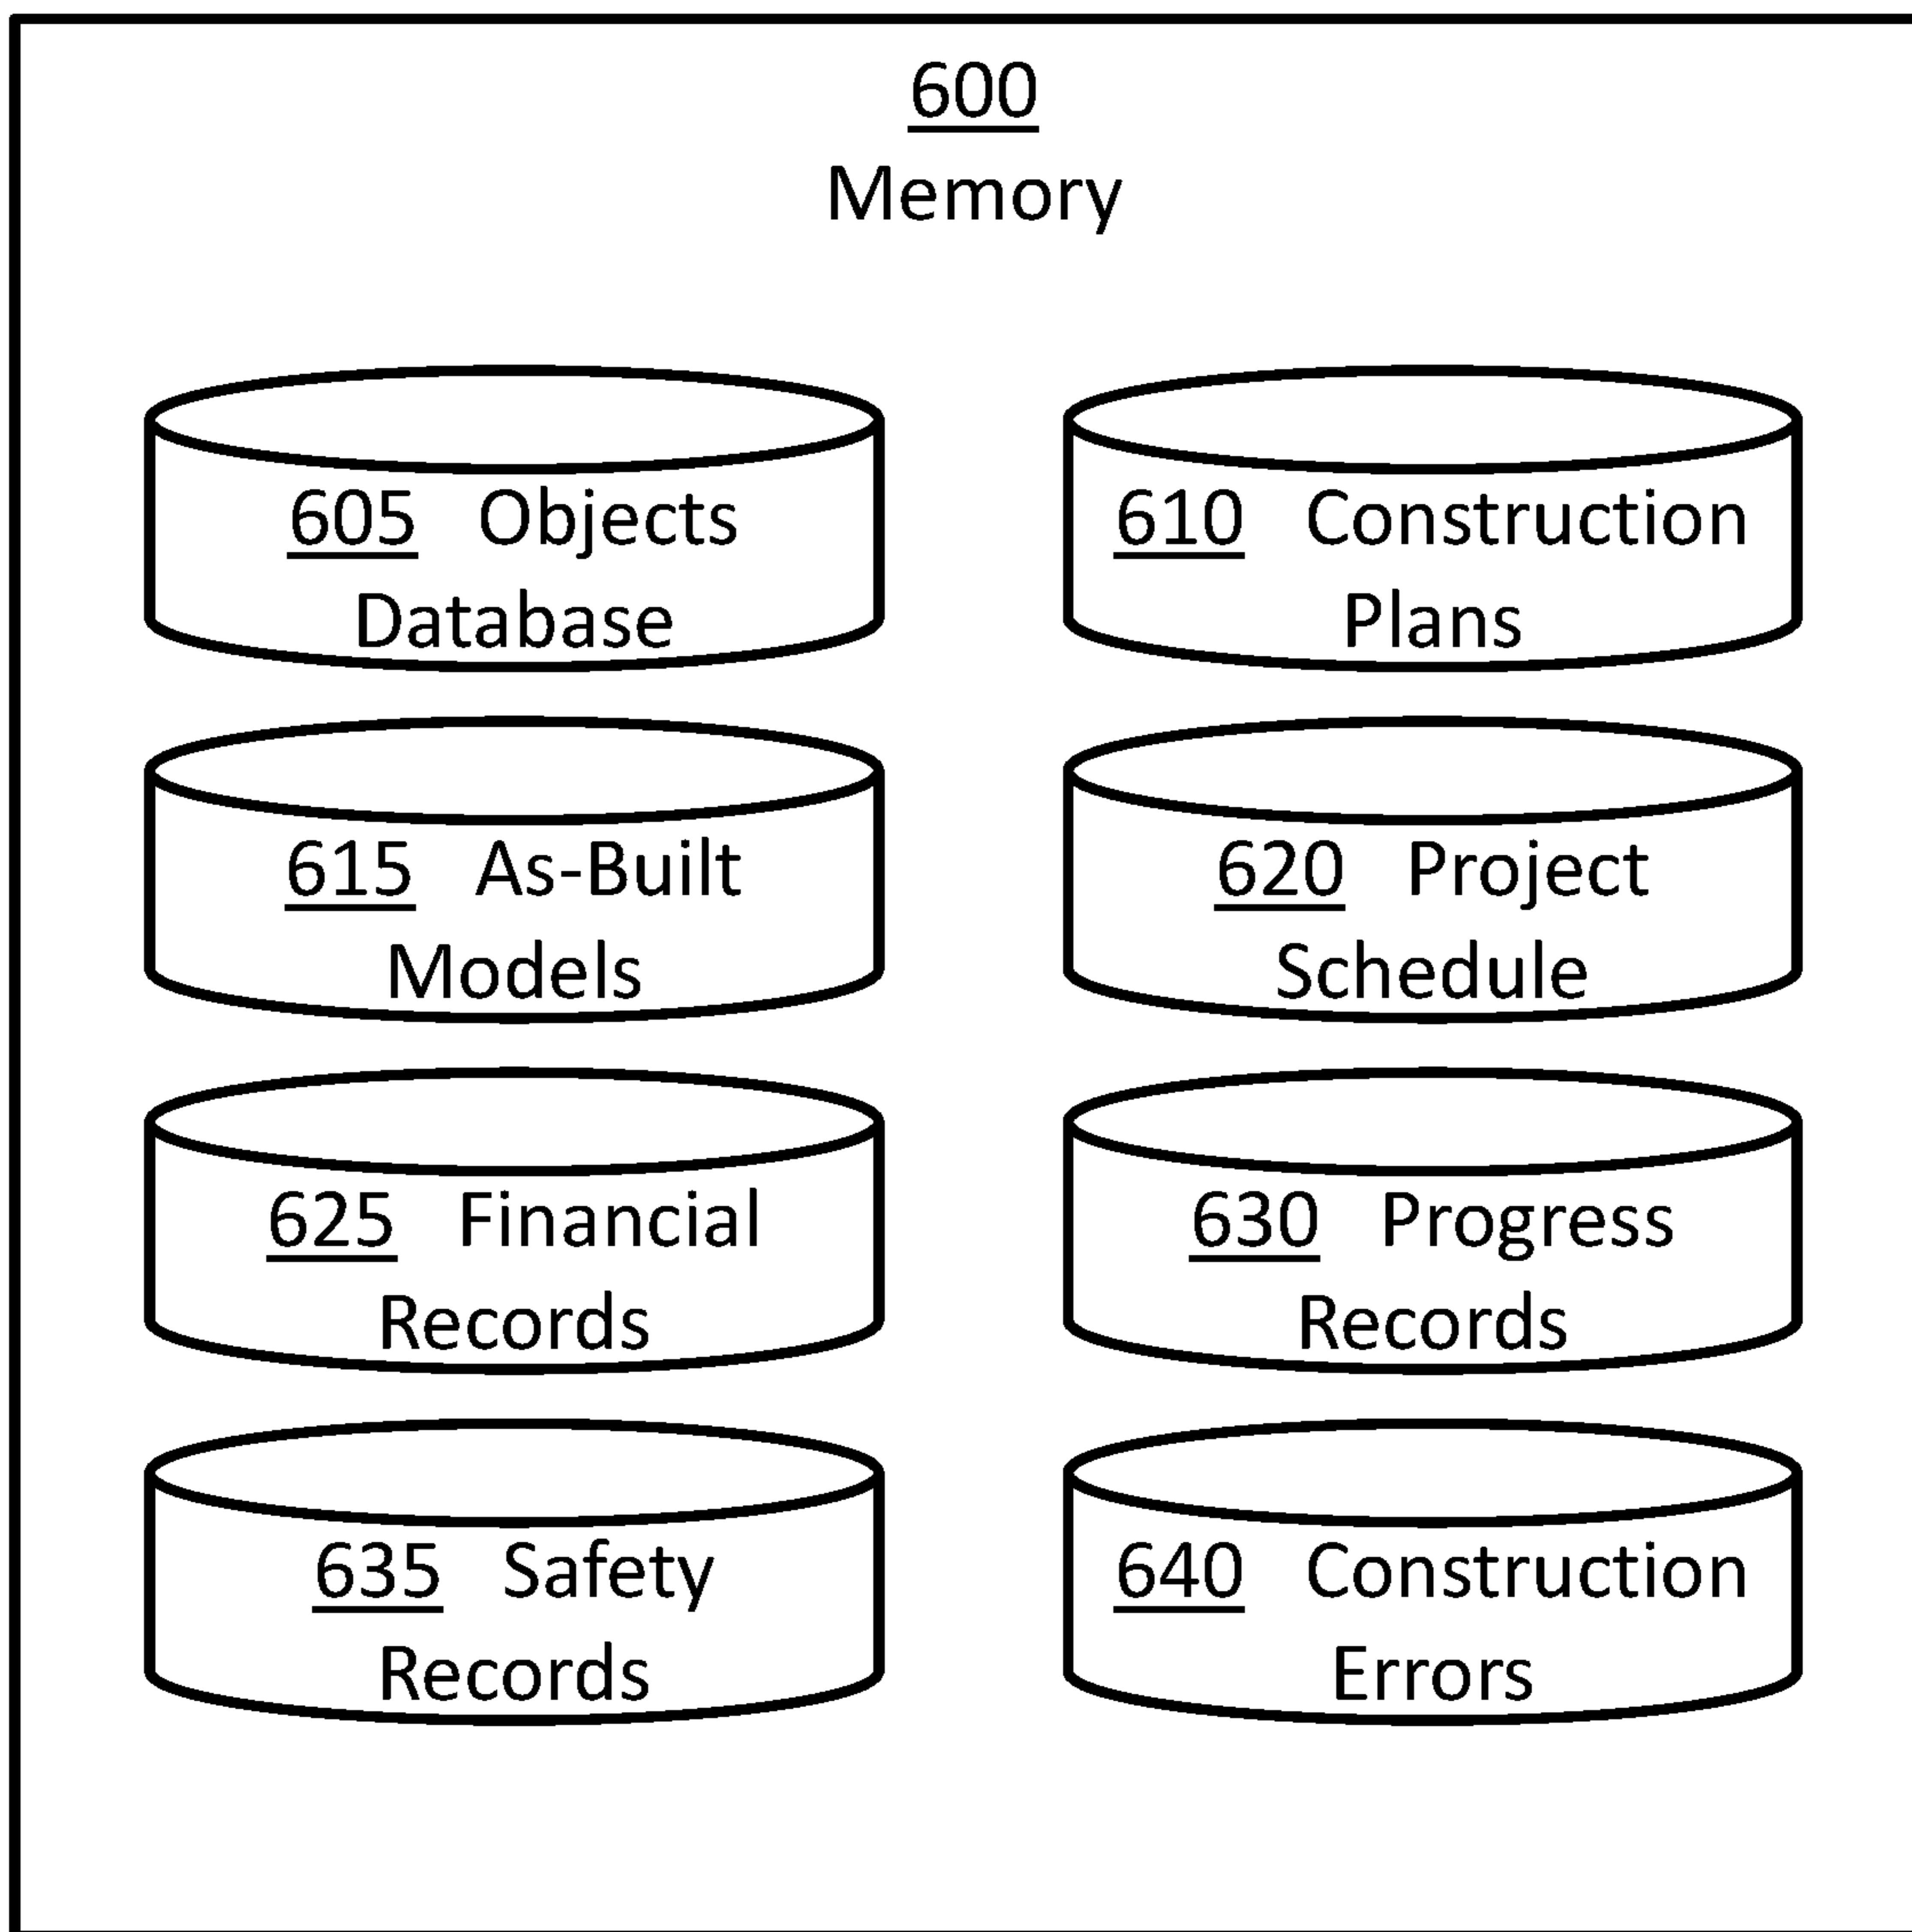 600
Memory
605 Objects
Database
610 Construction
Plans
615 As-Built
Models
620 Project
Schedule
625 Financial
Records
630 Progress
Records
635 Safety
Records
640 Construction
Errors